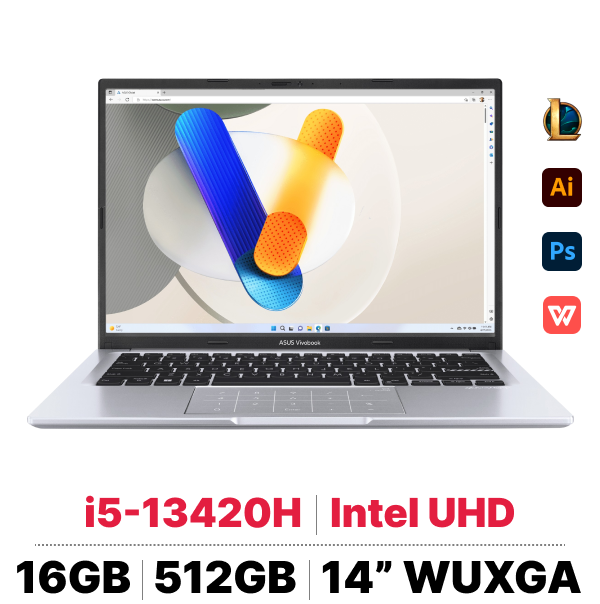 Ai
Ps
W
ASUS Vivobook
i5-13420H | Intel UHD
16GB | 512GB | 14” WUXGA